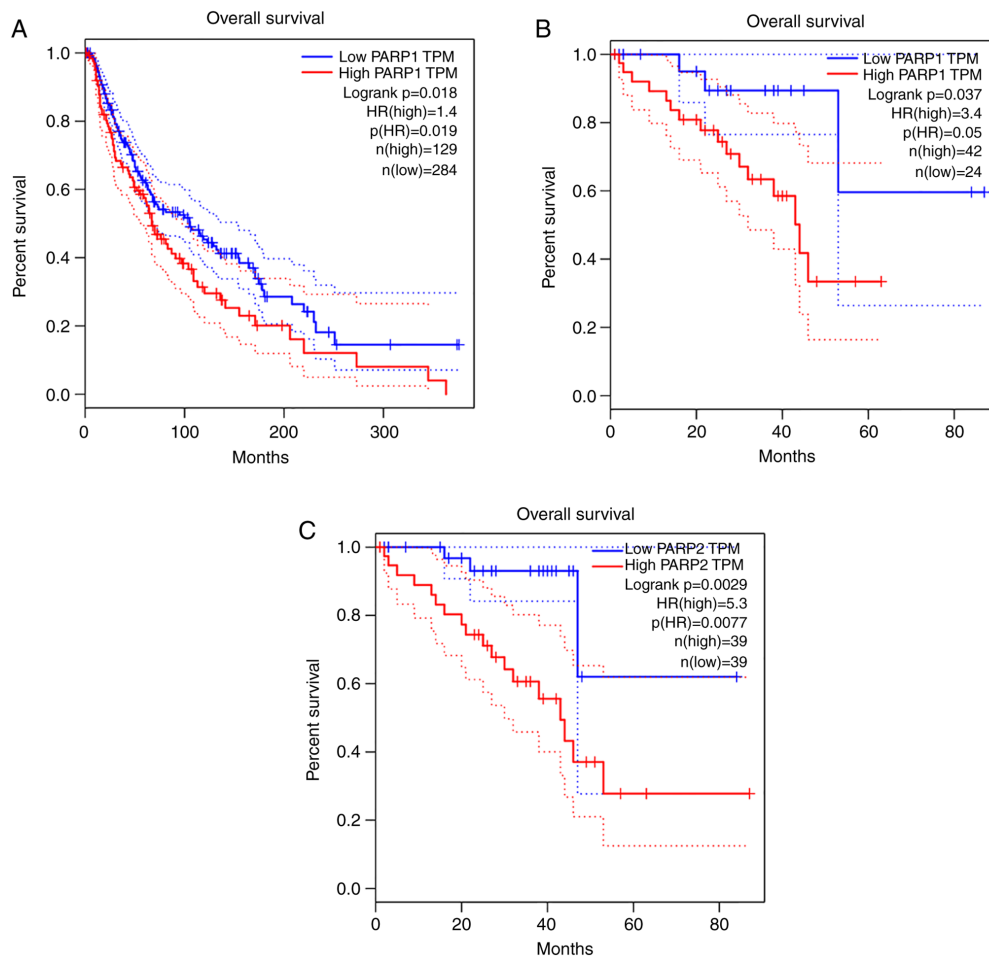 A
Overall survival
Low PARP1 TPM
High PARP1 TPM
Logrank p=0.018
HR(high)=1.4
p(HR)=0.019
n(high)=129
n(low)=284
Percent survival
1.0
0.8
0.6
0.4
0.2
0.0
0 100 200 300
Months
B
Overall survival
Low PARP1 TPM
High PARP1 TPM
Logrank p=0.037
HR(high)=3.4
p(HR)=0.05
n(high)=42
n(low)=24
Percent survival
1.0
0.8
0.6
0.4
0.2
0.0
0 20 40 60 80
Months
C
Overall survival
Low PARP2 TPM
High PARP2 TPM
Logrank p=0.0029
HR(high)=5.3
p(HR)=0.0077
n(high)=39
n(low)=39
Percent survival
1.0
0.8
0.6
0.4
0.2
0.0
0 20 40 60 80
Months